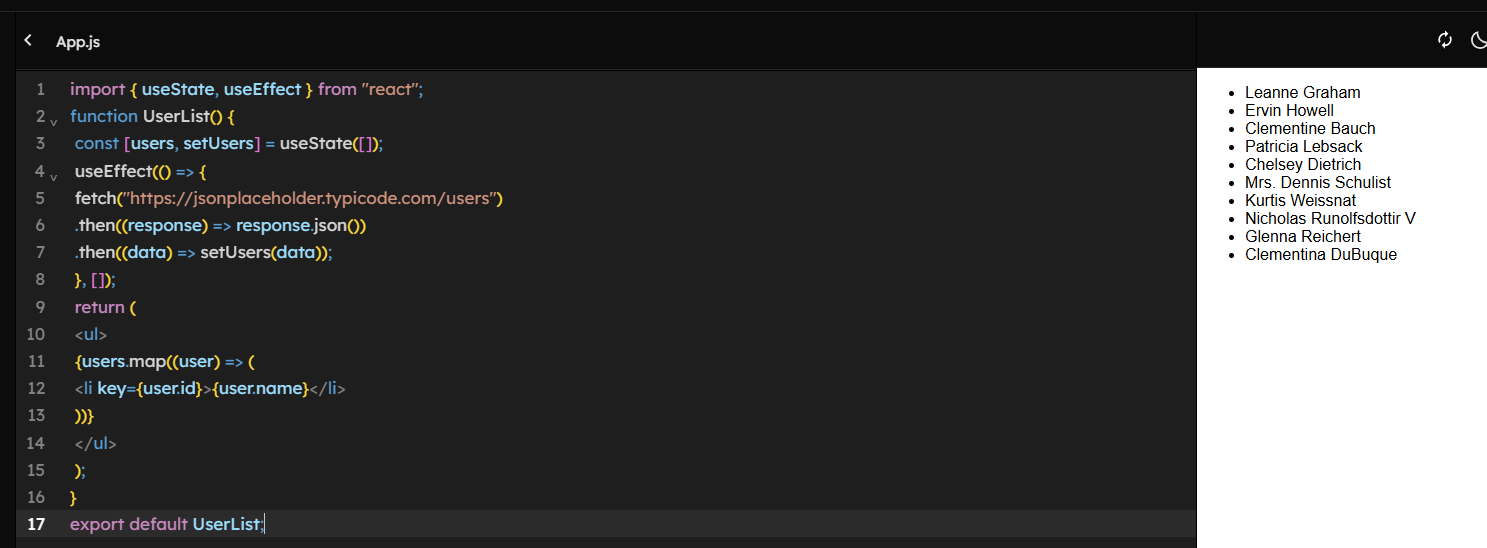 App.js
1 import { useState, useEffect } from "react";
2 function UserList() {
3 const [users, setUsers] = useState([]);
4 useEffect(() => {
5 fetch("https://jsonplaceholder.typicode.com/users")
6 .then((response) => response.json())
7 .then((data) => setUsers(data));
8 }, []);
9 return (
10 <ul>
11 {users.map((user) => (
12 <li key={user.id}>{user.name}</li>
13 ))}
14 </ul>
15 );
16 }
17 export default UserList;
Leanne Graham
Ervin Howell
Clementine Bauch
Patricia Lebsack
Chelsey Dietrich
Mrs. Dennis Schulist
Kurtis Weissnat
Nicholas Runolfsdottir V
Glenna Reichert
Clementina DuBuque